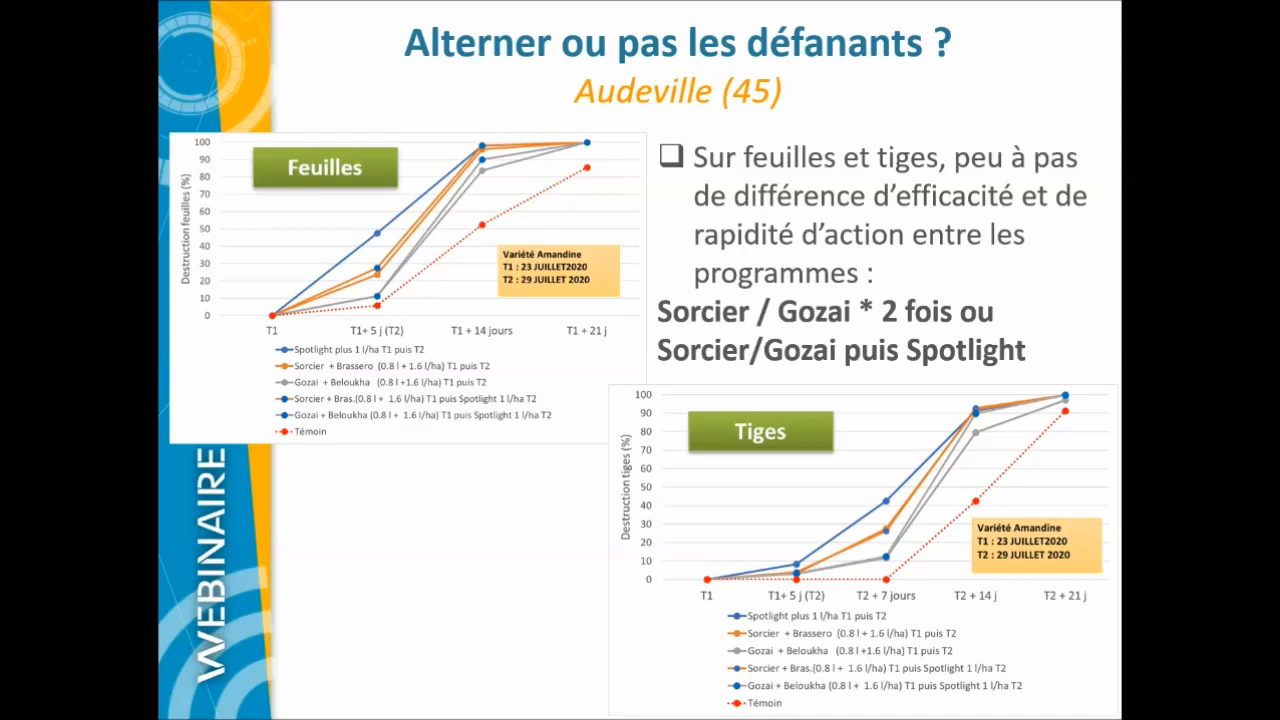 Alterner ou pas les défanants ?
Audeville (45)
Feuilles
Destruction feuilles (%)
100
90
80
70
60
50
40
30
20
10
0
T1
T1+ 5 j (T2)
T1 + 14 jours
T1 + 21 j
Variété Amandine
T1 : 23 JUILLET2020
T2 : 29 JUILLET 2020
Spotlight plus 1 l/ha T1 puis T2
Sorcier + Brassero (0.8 l + 1.6 l/ha) T1 puis T2
Gozai + Beloukha (0.8 l +1.6 l/ha) T1 puis T2
Sorcier + Bras.(0.8 l + 1.6 l/ha) T1 puis Spotlight 1 l/ha T2
Gozai + Beloukha (0.8 l + 1.6 l/ha) T1 puis Spotlight 1 l/ha T2
Témoin
❑ Sur feuilles et tiges, peu à pas
de différence d’efficacité et de
rapidité d’action entre les
programmes :
Sorcier / Gozai * 2 fois ou
Sorcier/Gozai puis Spotlight
Tiges
Destruction tiges (%)
100
90
80
70
60
50
40
30
20
10
0
T1
T1+ 5 j (T2)
T2 + 7 jours
T2 + 14 j
T2 + 21 j
Variété Amandine
T1 : 23 JUILLET2020
T2 : 29 JUILLET 2020
Spotlight plus 1 l/ha T1 puis T2
Sorcier + Brassero (0.8 l + 1.6 l/ha) T1 puis T2
Gozai + Beloukha (0.8 l +1.6 l/ha) T1 puis T2
Sorcier + Bras.(0.8 l + 1.6 l/ha) T1 puis Spotlight 1 l/ha T2
Gozai + Beloukha (0.8 l + 1.6 l/ha) T1 puis Spotlight 1 l/ha T2
Témoin
WEBINAIRE